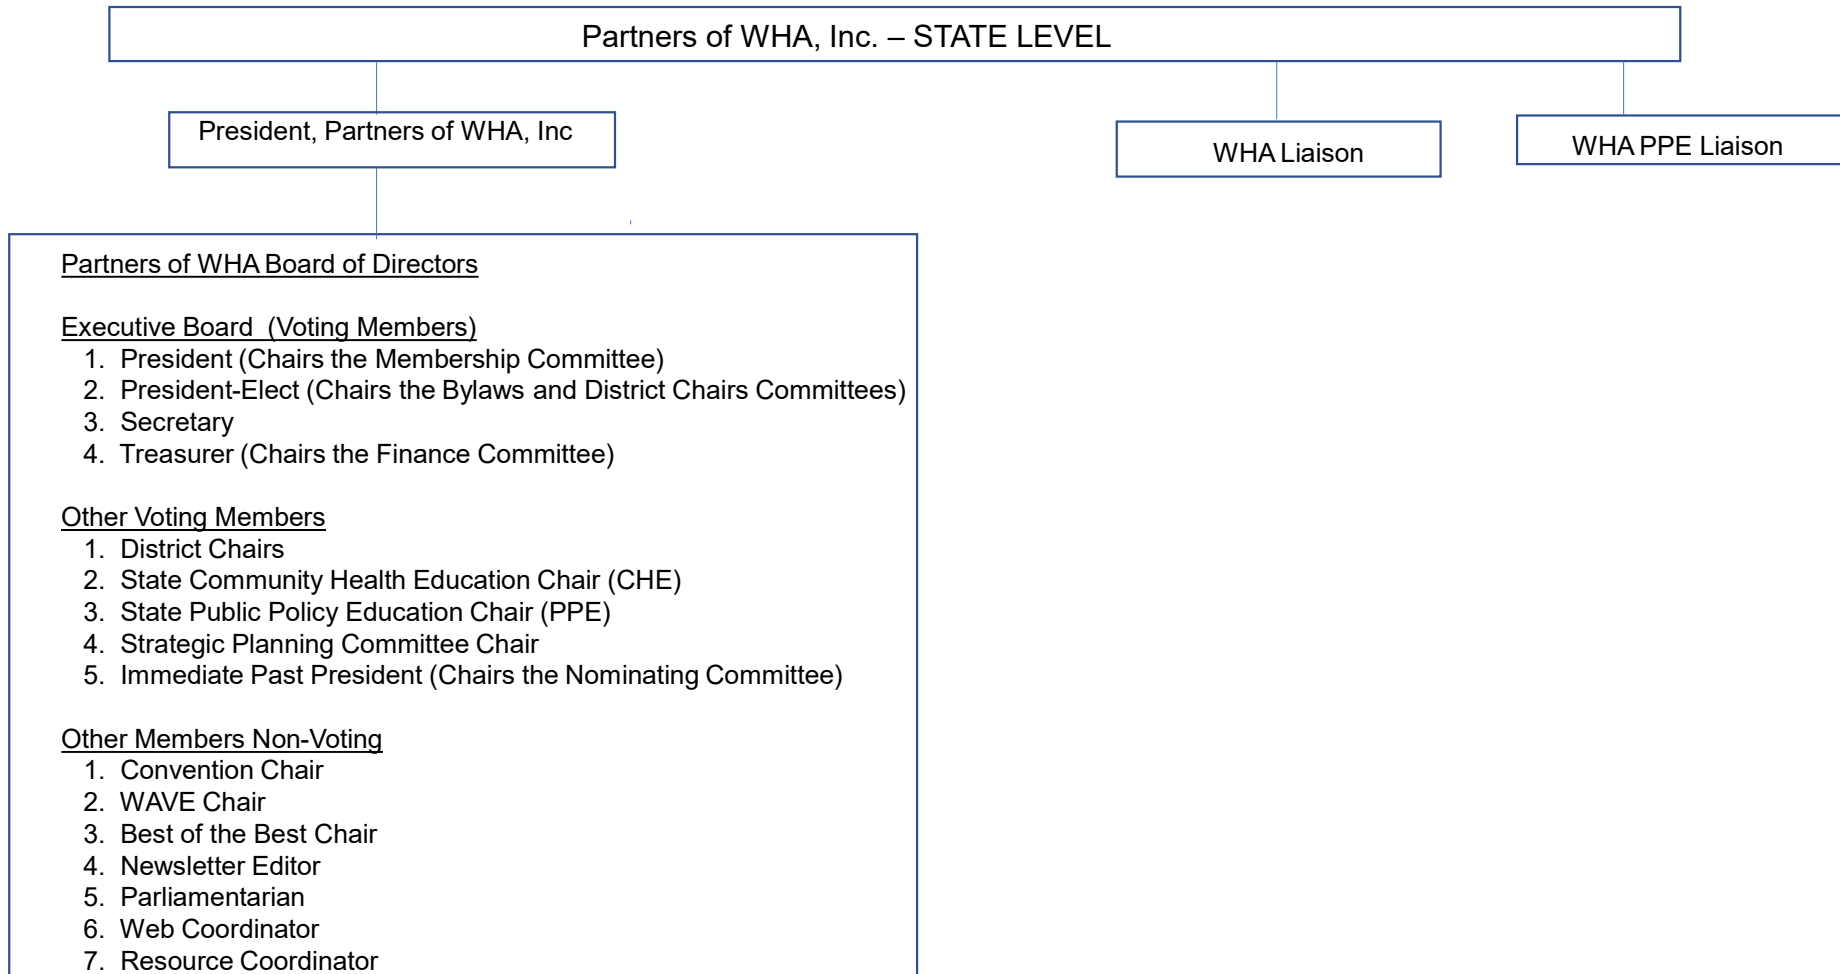 Partners of WHA, Inc. – STATE LEVEL
President, Partners of WHA, Inc
WHA Liaison
WHA PPE Liaison
Partners of WHA Board of Directors
Executive Board (Voting Members)
1. President (Chairs the Membership Committee)
2. President-Elect (Chairs the Bylaws and District Chairs Committees)
3. Secretary
4. Treasurer (Chairs the Finance Committee)
Other Voting Members
1. District Chairs
2. State Community Health Education Chair (CHE)
3. State Public Policy Education Chair (PPE)
4. Strategic Planning Committee Chair
5. Immediate Past President (Chairs the Nominating Committee)
Other Members Non-Voting
1. Convention Chair
2. WAVE Chair
3. Best of the Best Chair
4. Newsletter Editor
5. Parliamentarian
6. Web Coordinator
7. Resource Coordinator